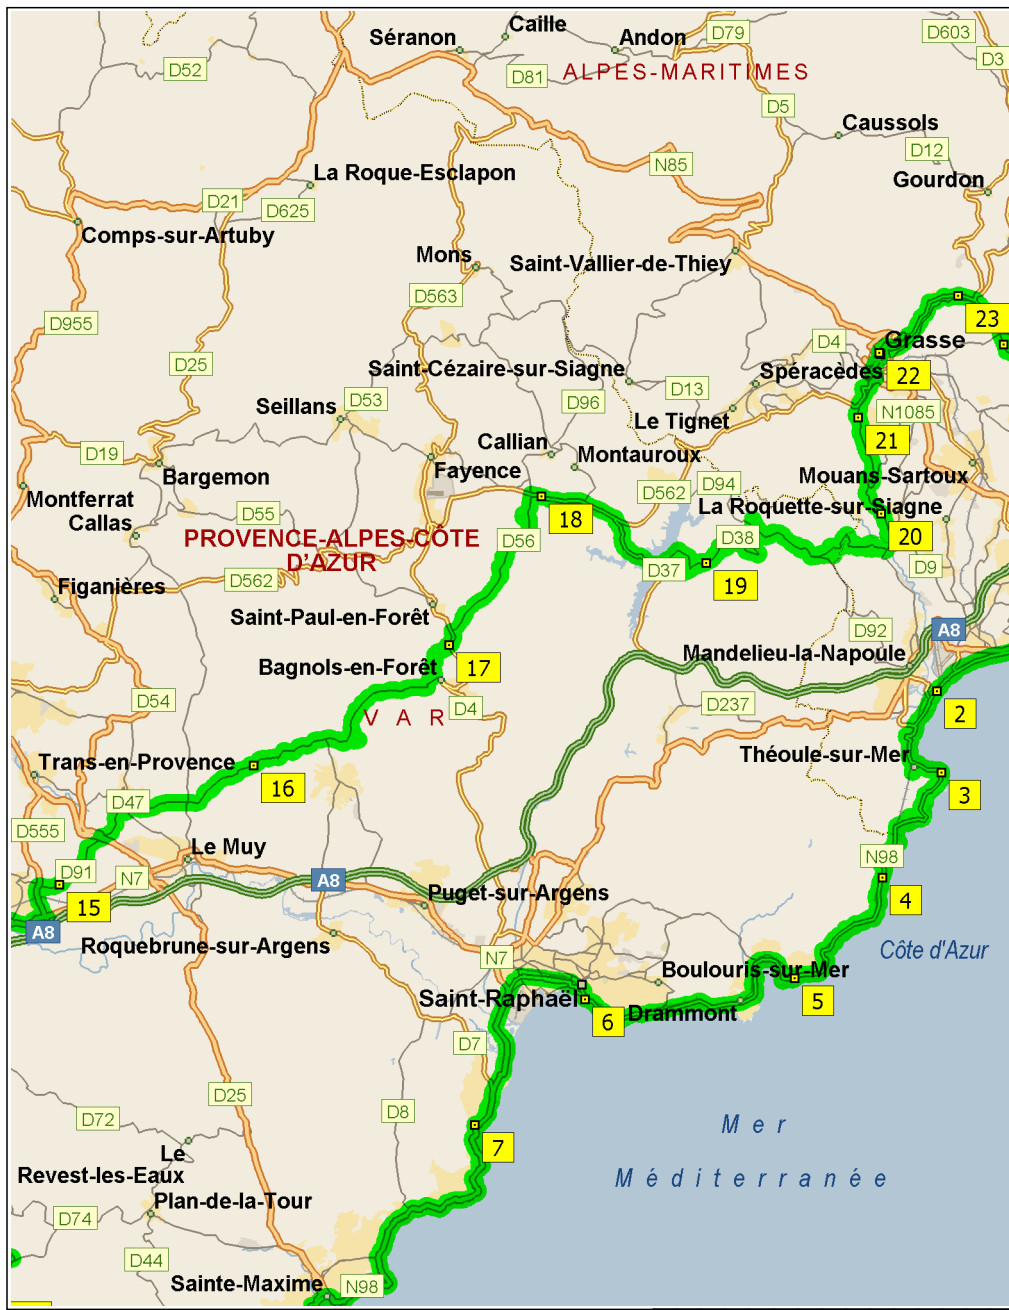 Caille
Séranon
Andon
D79
D603
D3
D52
D81
ALPES-MARITIMES
D5
Caussols
D12
N85
La Roque-Esclapon
Gourdon
D21
D625
Comps-sur-Artuby
Mons
Saint-Vallier-de-Thiey
D563
D955
23
D4
Grasse
D25
Saint-Cézaire-sur-Siagne
Spéracèdes
22
D13
D53
D96
Seillans
Le Tignet
N1085
21
Callian
D19
Montauroux
Bargemon
Fayence
Mouans-Sartoux
D94
D562
Montferrat
La Roquette-sur-Siagne
D55
18
Callas
20
PROVENCE-ALPES-CÔTE
D'AZUR
D56
D38
D37
19
D9
D562
Figanières
Saint-Paul-en-Forêt
D92
A8
Mandelieu-la-Napoule
Bagnols-en-Forêt
17
D54
D4
D237
2
VAR
Trans-en-Provence
Théoule-sur-Mer
16
3
D47
D555
Le Muy
N98
D91
N7
A8
4
Puget-sur-Argens
15
A8
Roquebrune-sur-Argens
Côte d'Azur
N7
Boulouris-sur-Mer
Saint-Raphaël
5
Drammont
6
D7
D25
D8
D72
Mer
7
Le
Revest-les-Eaux
Méditerranée
Plan-de-la-Tour
D74
D44
Sainte-Maxime
N98